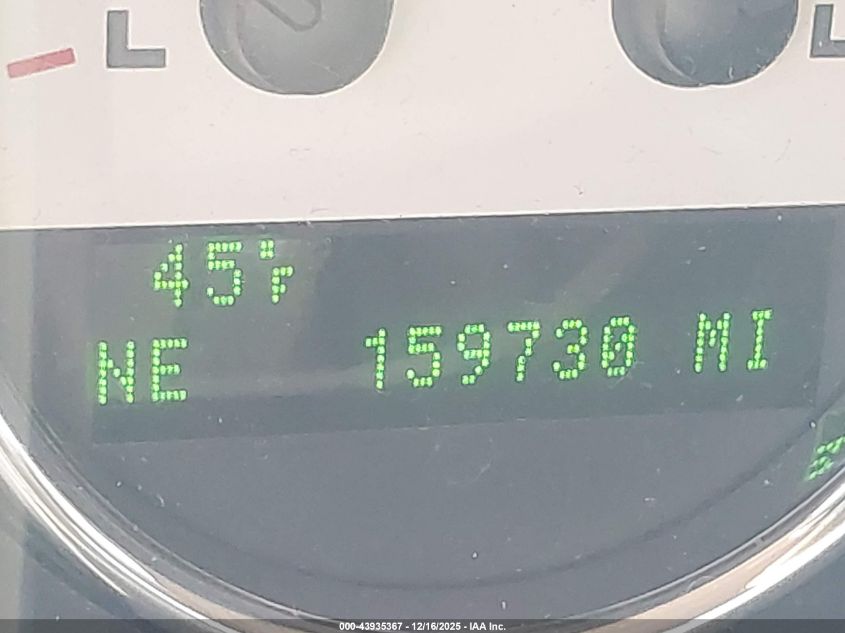 L L
45°F
NE 159730 MI
000-43935367 - 12/16/2025 - IAA Inc.